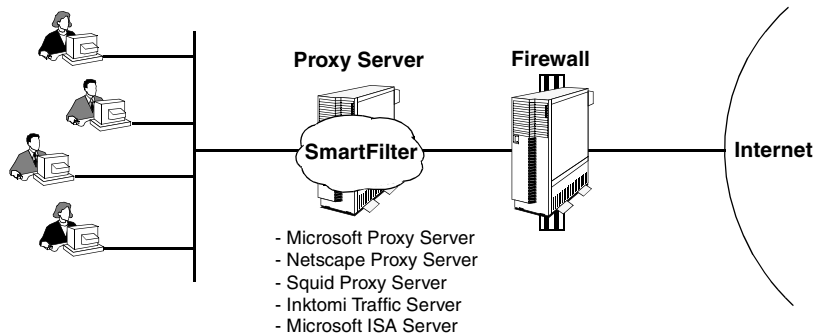 Proxy Server
Firewall
SmartFilter
Internet
- Microsoft Proxy Server
- Netscape Proxy Server
- Squid Proxy Server
- Inktomi Traffic Server
- Microsoft ISA Server